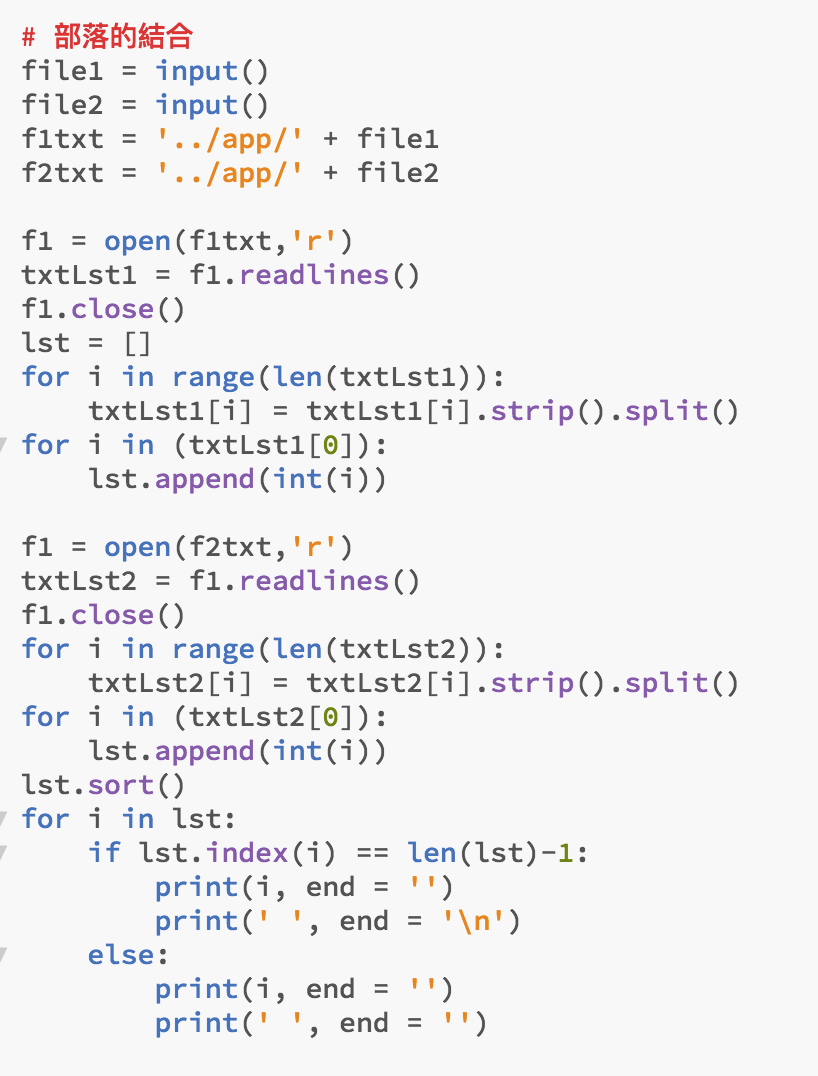 # 部落的結合
file1 = input()
file2 = input()
f1txt = '../app/' + file1
f2txt = '../app/' + file2

f1 = open(f1txt,'r')
txtLst1 = f1.readlines()
f1.close()
lst = []
for i in range(len(txtLst1)):
    txtLst1[i] = txtLst1[i].strip().split()
for i in (txtLst1[0]):
    lst.append(int(i))

f1 = open(f2txt,'r')
txtLst2 = f1.readlines()
f1.close()
for i in range(len(txtLst2)):
    txtLst2[i] = txtLst2[i].strip().split()
for i in (txtLst2[0]):
    lst.append(int(i))
lst.sort()
for i in lst:
    if lst.index(i) == len(lst)-1:
        print(i, end = '')
        print(' ', end = '\n')
    else:
        print(i, end = '')
        print(' ', end = '')